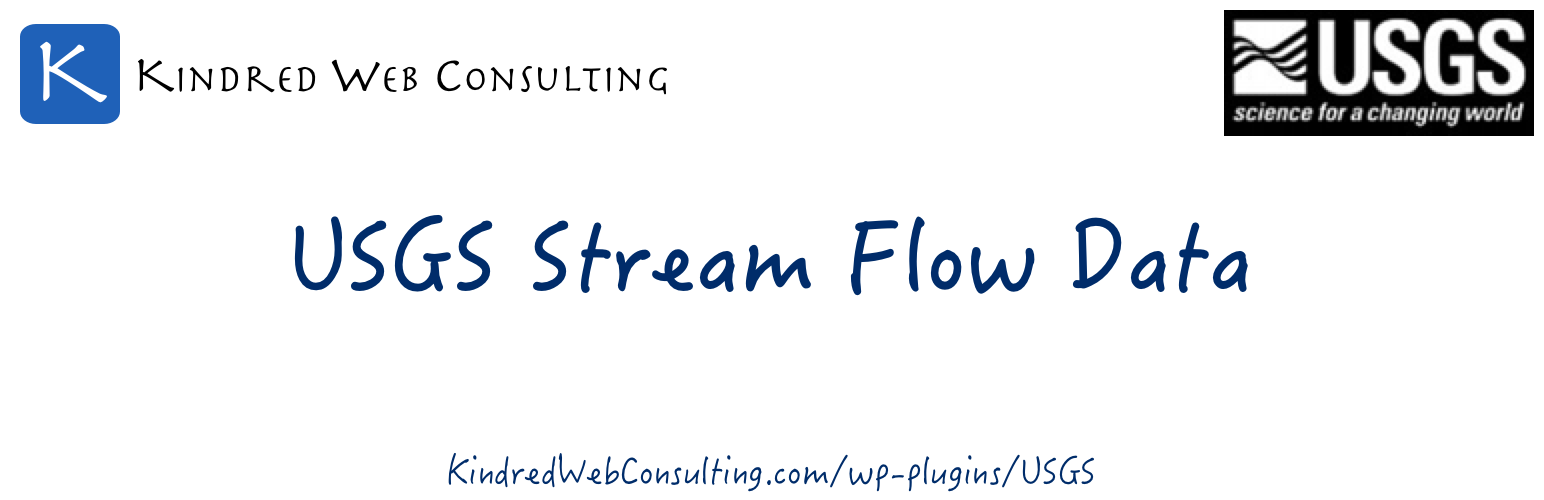 K Kindred Web Consulting
USGS
science for a changing world
USGS Stream Flow Data
KindredWebConsulting.com/wp-plugins/USGS